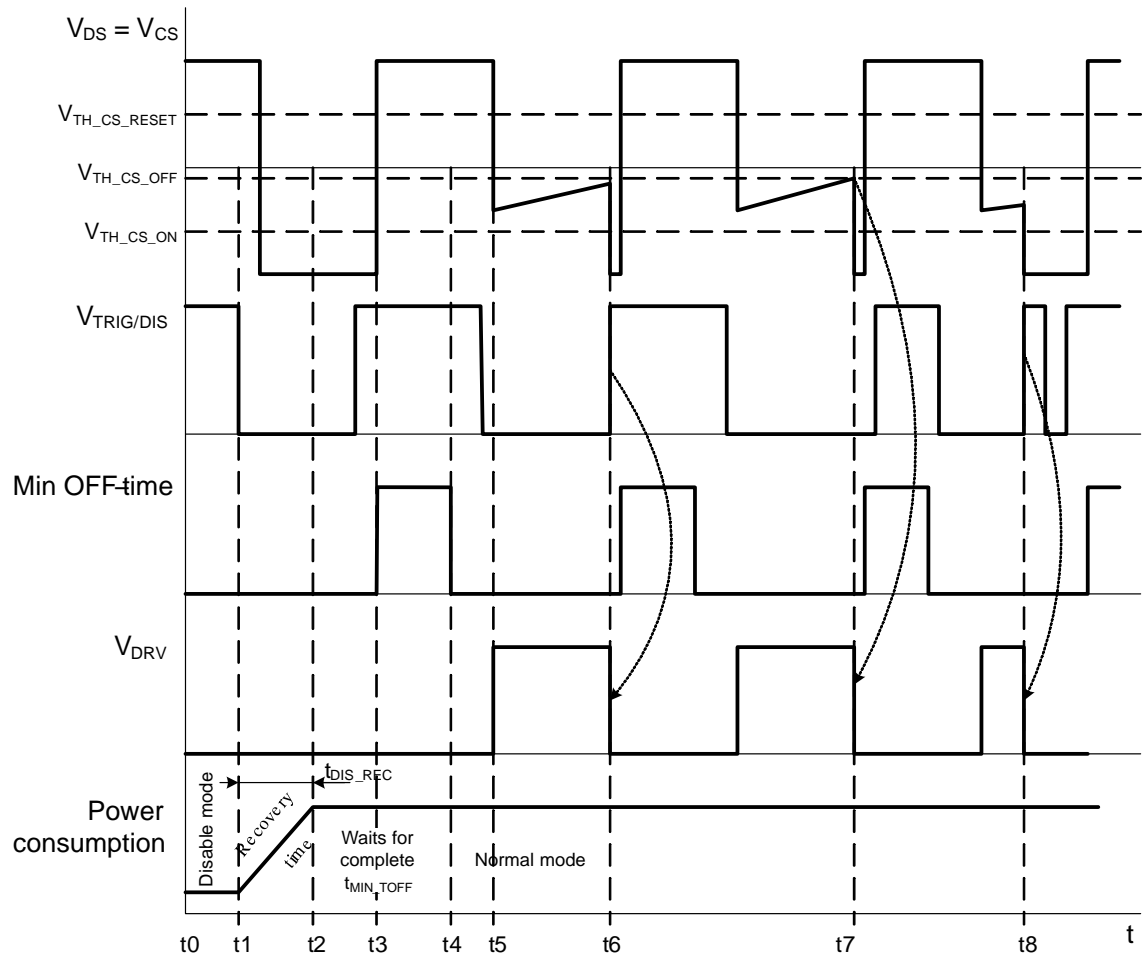 VDS = VCS
VTH_CS_RESET
VTH_CS_OFF
VTH_CS_ON
VTRIG/DIS
Min OFF-time
VDRV
Power
consumption
Disable mode
Recovery
time
tDIS_REC
Waits for
complete
tMIN_TOFF
Normal mode
t0 t1 t2 t3 t4 t5 t6 t7 t8 t